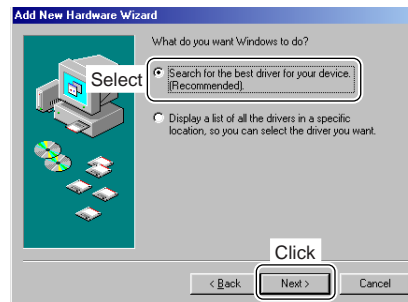 Add New Hardware Wizard
What do you want Windows to do?
Select
Search for the best driver for your device.
(Recommended).
Display a list of all the drivers in a specific
location, so you can select the driver you want.
Click
< Back
Next >
Cancel